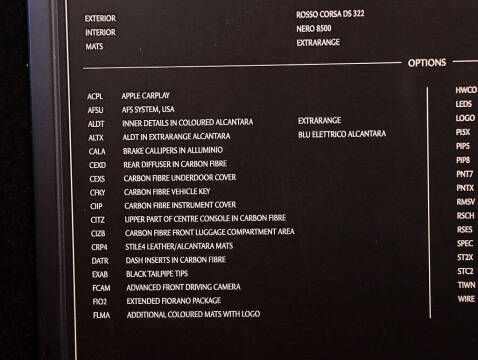 EXTERIOR ROSSO CORSA DS 322
INTERIOR NERO 8500
MATS EXTRARANGE
OPTIONS
ACPL APPLE CARPLAY
AFSU AFS SYSTEM, USA
ALDT INNER DETAILS IN COLOURED ALCANTARA EXTRARANGE
ALTX ALDT IN EXTRARANGE ALCANTARA BLU ELETTRICO ALCANTARA
CALA BRAKE CALLIPERS IN ALLUMINIO
CEXD REAR DIFFUSER IN CARBON FIBRE
CEXS CARBON FIBRE UNDERDOOR COVER
CFKY CARBON FIBRE VEHICLE KEY
CIIP CARBON FIBRE INSTRUMENT COVER
CITZ UPPER PART OF CENTRE CONSOLE IN CARBON FIBRE
CIZB CARBON FIBRE FRONT LUGGAGE COMPARTMENT AREA
CRP4 STILE4 LEATHER/ALCANTARA MATS
DATR DASH INSERTS IN CARBON FIBRE
EXAB BLACK TAILPIPE TIPS
FCAM ADVANCED FRONT DRIVING CAMERA
FIO2 EXTENDED FIORANO PACKAGE
FLMA ADDITIONAL COLOURED MATS WITH LOGO
HWCO
LEDS
LOGO
PISX
PIP5
PIP8
PNT7
PNTX
RMSV
RSCH
RSES
SPEC
ST2X
STC2
TIWN
WIRE